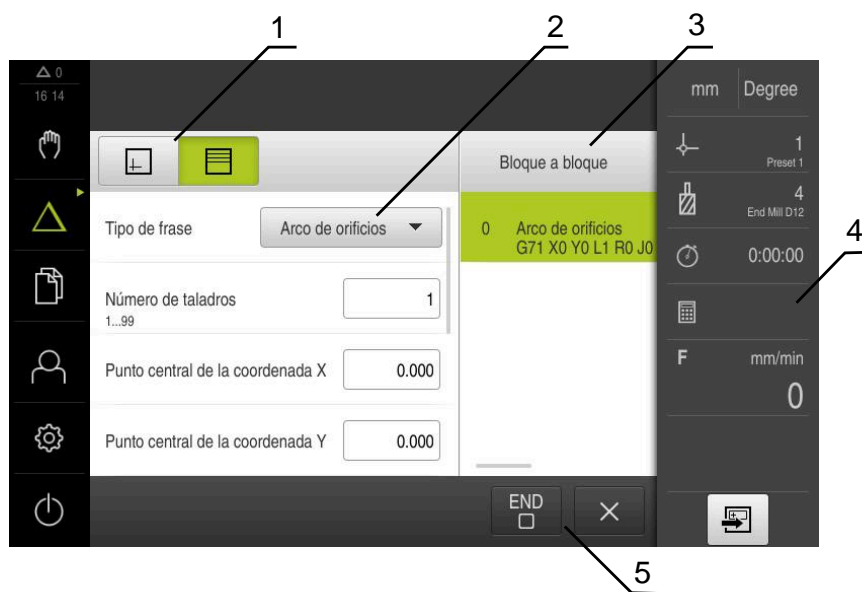 1
2
3
0
16 14
mm Degree
1
Preset 1
Bloque a bloque
4
End Mill D12
4
Tipo de frase Arco de orificios
0 Arco de orificios
G71 X0 Y0 L1 R0 J0
0:00:00
Número de taladros 1
1...99
F mm/min
0
Punto central de la coordenada X 0.000
Punto central de la coordenada Y 0.000
END
5